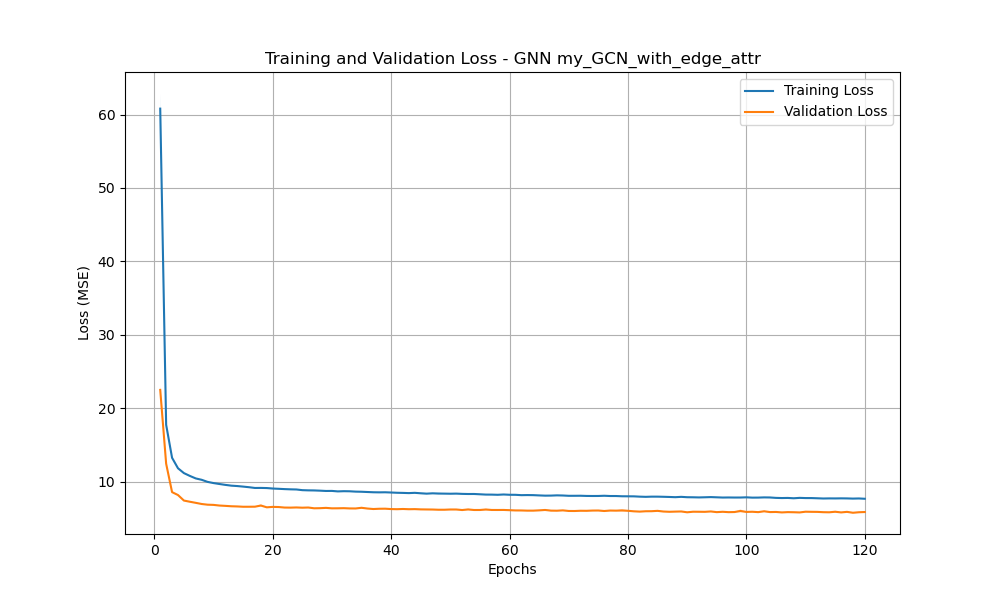 Training and Validation Loss - GNN my_GCN_with_edge_attr
Training Loss
Validation Loss
Loss (MSE)
60
50
40
30
20
10
0
20
40
60
80
100
120
Epochs